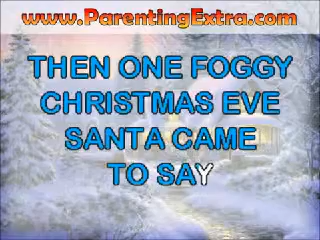 www.ParentingExtra.com
THEN ONE FOGGY
CHRISTMAS EVE
SANTA CAME
TO SAY